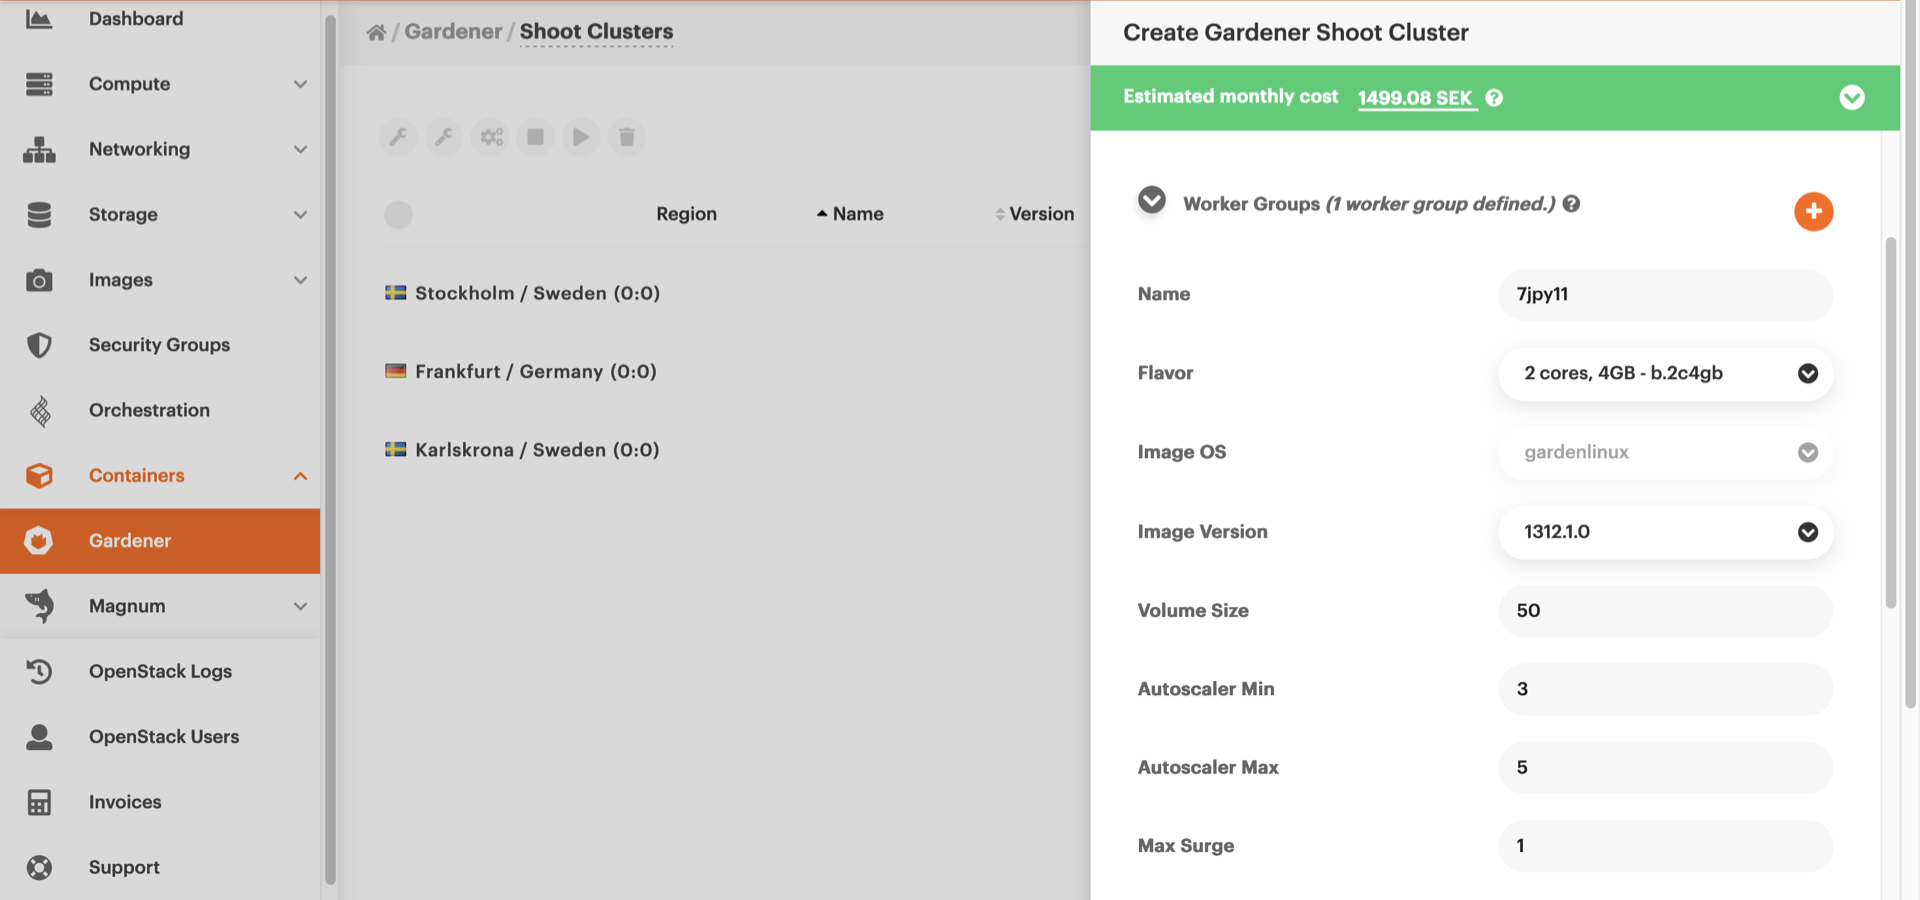 Dashboard
Compute
Networking
Storage
Images
Security Groups
Orchestration
Containers
Gardener
Magnum
OpenStack Logs
OpenStack Users
Invoices
Support
/ Gardener / Shoot Clusters
Region Name Version
Stockholm / Sweden (0:0)
Frankfurt / Germany (0:0)
Karlskrona / Sweden (0:0)
Create Gardener Shoot Cluster
Estimated monthly cost 1499.08 SEK ?
Worker Groups (1 worker group defined.) ?
Name 7jpy11
Flavor 2 cores, 4GB - b.2c4gb
Image OS gardenlinux
Image Version 1312.1.0
Volume Size 50
Autoscaler Min 3
Autoscaler Max 5
Max Surge 1